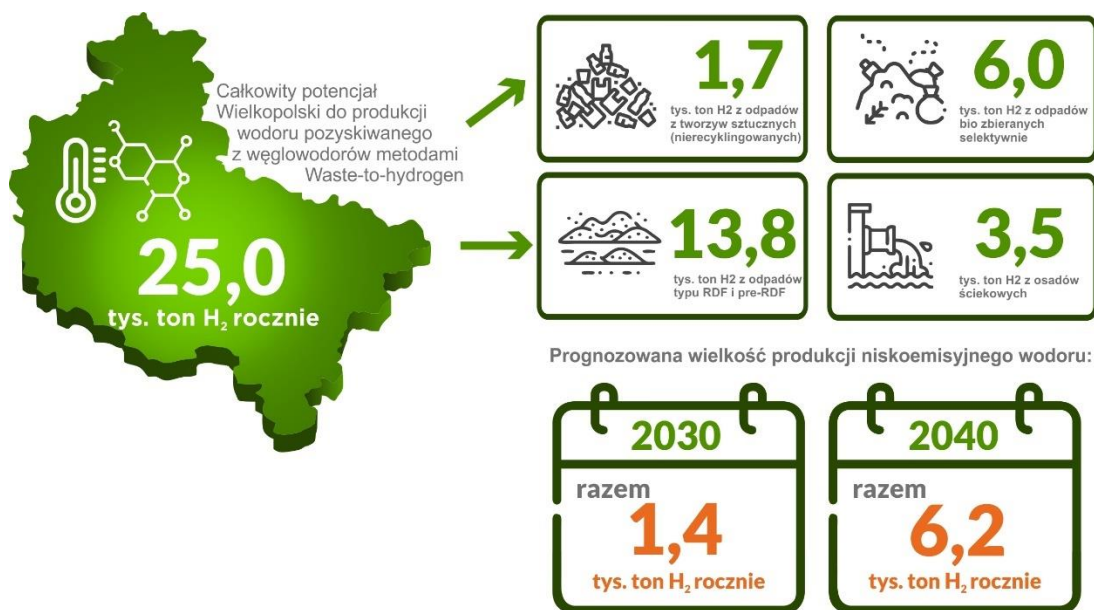 Całkowity potencjał
Wielkopolski do produkcji
wodoru pozyskiwanego
z węglowodorów metodami
Waste-to-hydrogen
25,0
tys. ton H₂ rocznie
1,7
tys. ton H2 z odpadów
z tworzyw sztucznych
(nierecyklingowanych)
6,0
tys. ton H2 z odpadów
bio zbieranych
selektywnie
13,8
tys. ton H2 z odpadów
typu RDF i pre-RDF
3,5
tys. ton H2 z osadów
ściekowych
Prognozowana wielkość produkcji niskoemisyjnego wodoru:
2030
razem
1,4
tys. ton H₂ rocznie
2040
razem
6,2
tys. ton H₂ rocznie